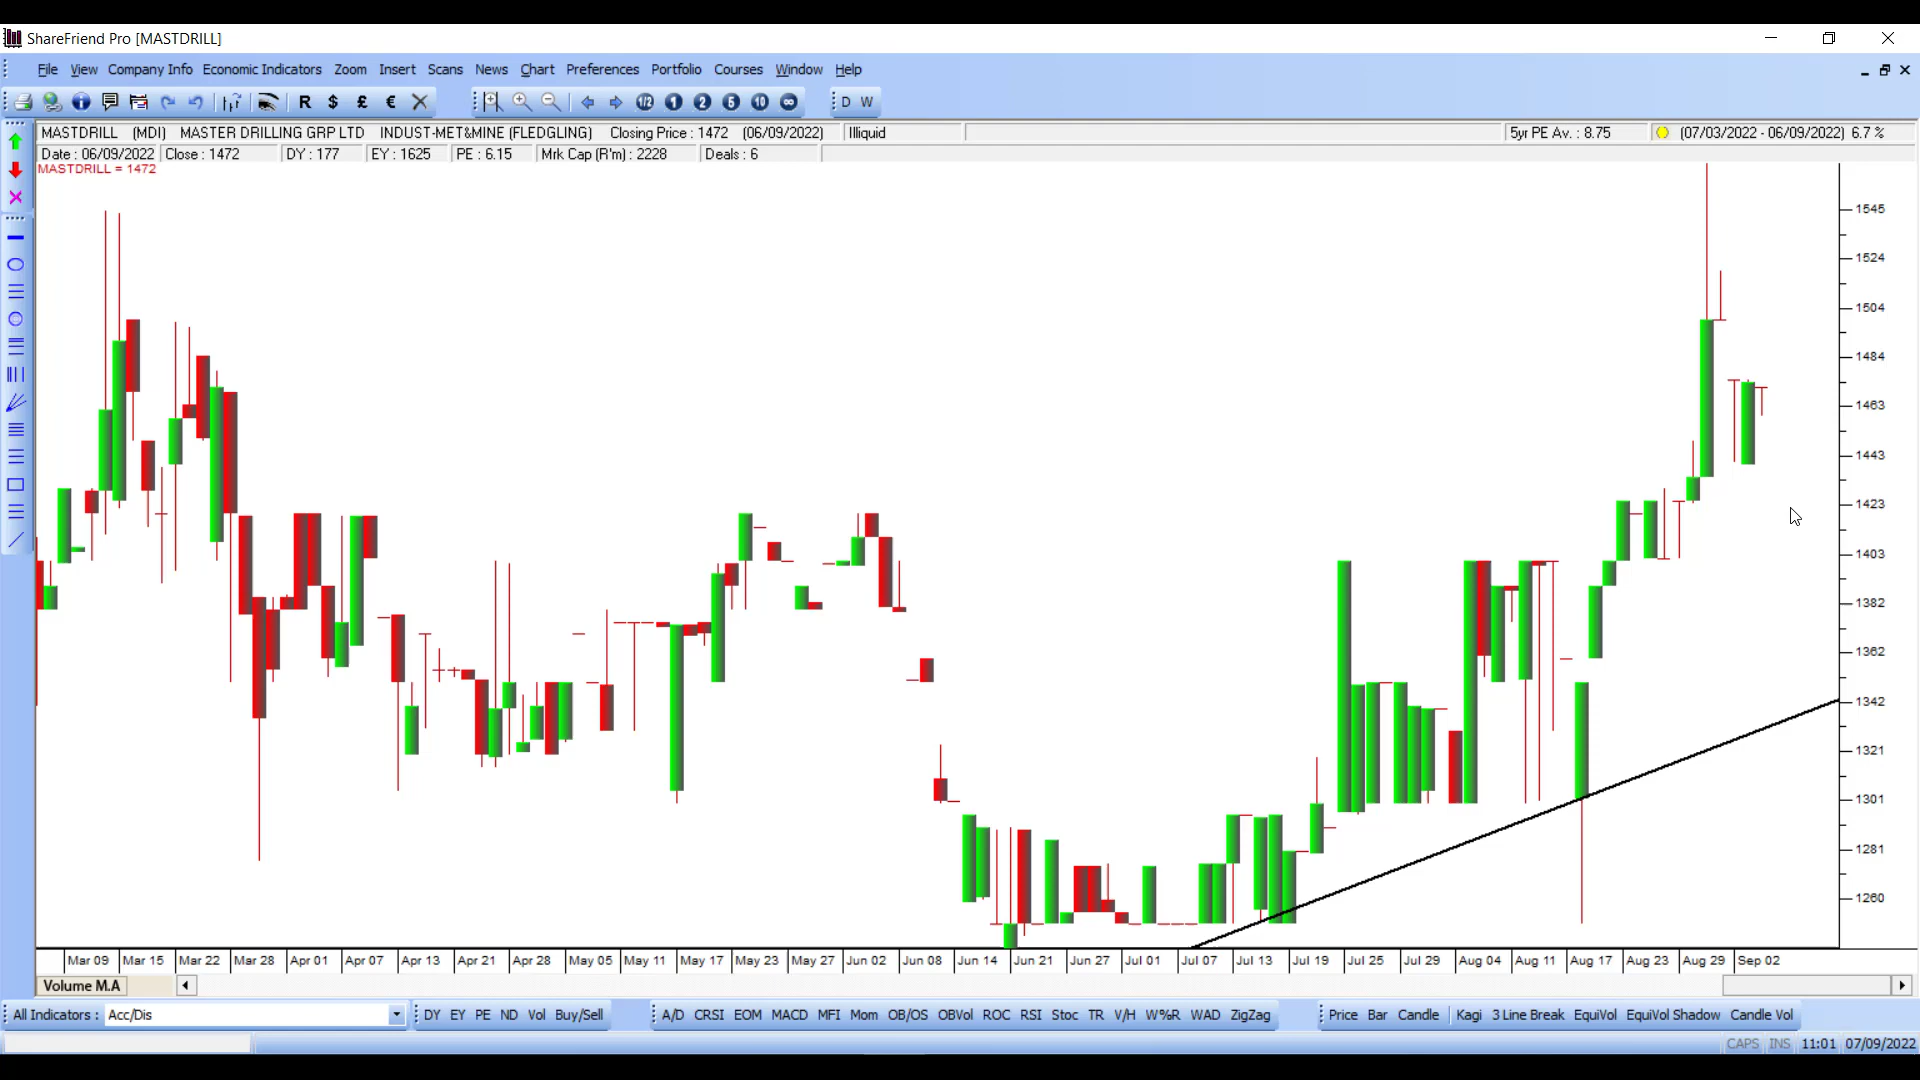 ShareFriend Pro [MASTDRILL]
File View Company Info Economic Indicators Zoom Insert Scans News Chart Preferences Portfolio Courses Window Help
R $ £ € 1/2 1 2 5 10 ∞ D W
MASTDRILL (MDI) MASTER DRILLING GRP LTD INDUST-MET&MINE (FLEDGLING) Closing Price : 1472 (06/09/2022) Illiquid 5yr PE Av. : 8.75 (07/03/2022 - 06/09/2022) 6.7 %
Date : 06/09/2022 Close : 1472 DY : 177 EY : 1625 PE : 6.15 Mrk Cap (R'm) : 2228 Deals : 6
MASTDRILL = 1472
1545
1524
1504
1484
1463
1443
1423
1403
1382
1362
1342
1321
1301
1281
1260
Mar 09 Mar 15 Mar 22 Mar 28 Apr 01 Apr 07 Apr 13 Apr 21 Apr 28 May 05 May 11 May 17 May 23 May 27 Jun 02 Jun 08 Jun 14 Jun 21 Jun 27 Jul 01 Jul 07 Jul 13 Jul 19 Jul 25 Jul 29 Aug 04 Aug 11 Aug 17 Aug 23 Aug 29 Sep 02
Volume M.A
All Indicators : Acc/Dis DY EY PE ND Vol Buy/Sell A/D CRSI EOM MACD MFI Mom OB/OS OBVol ROC RSI Stoc TR V/H W%R WAD ZigZag Price Bar Candle Kagi 3 Line Break EquiVol EquiVol Shadow Candle Vol
CAPS INS 11:01 07/09/2022